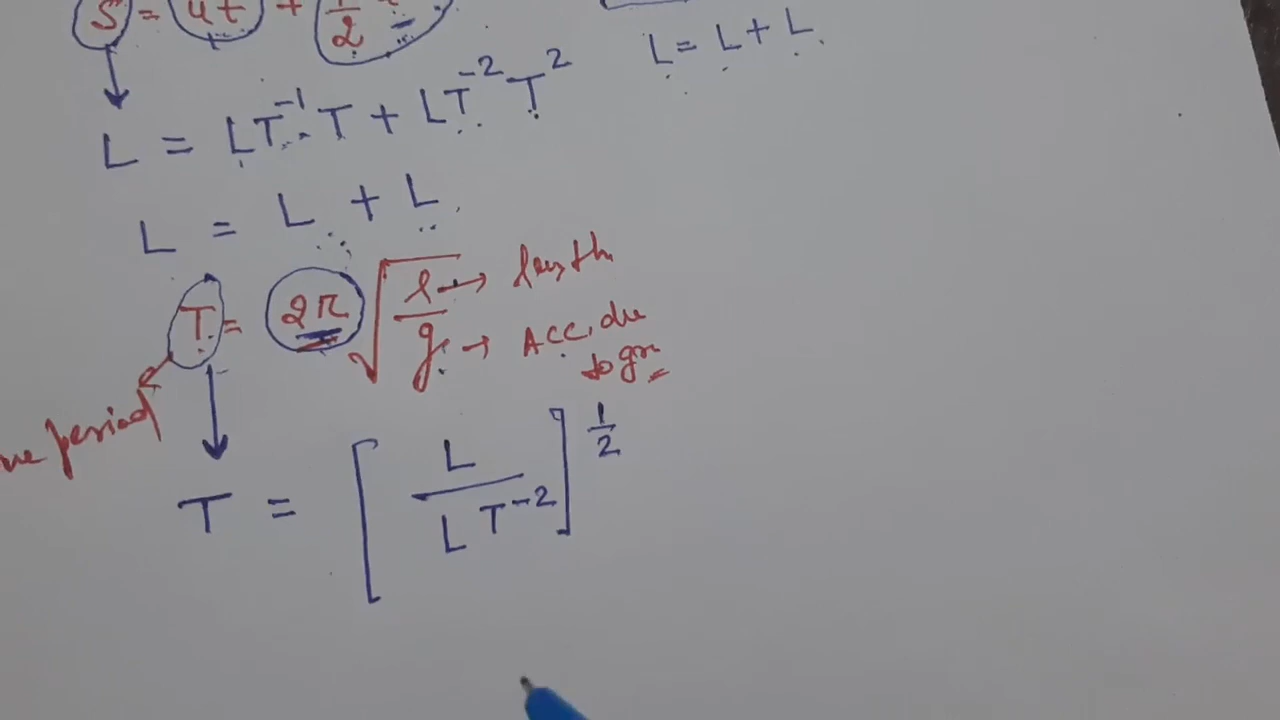 S = ut + 1/2
L = L + L
L = LT⁻¹ T + LT⁻² T²
L = L + L
T = 2π √(l/g) → length
→ Acc. due
to gr
period
T = [L / LT⁻²]^1/2